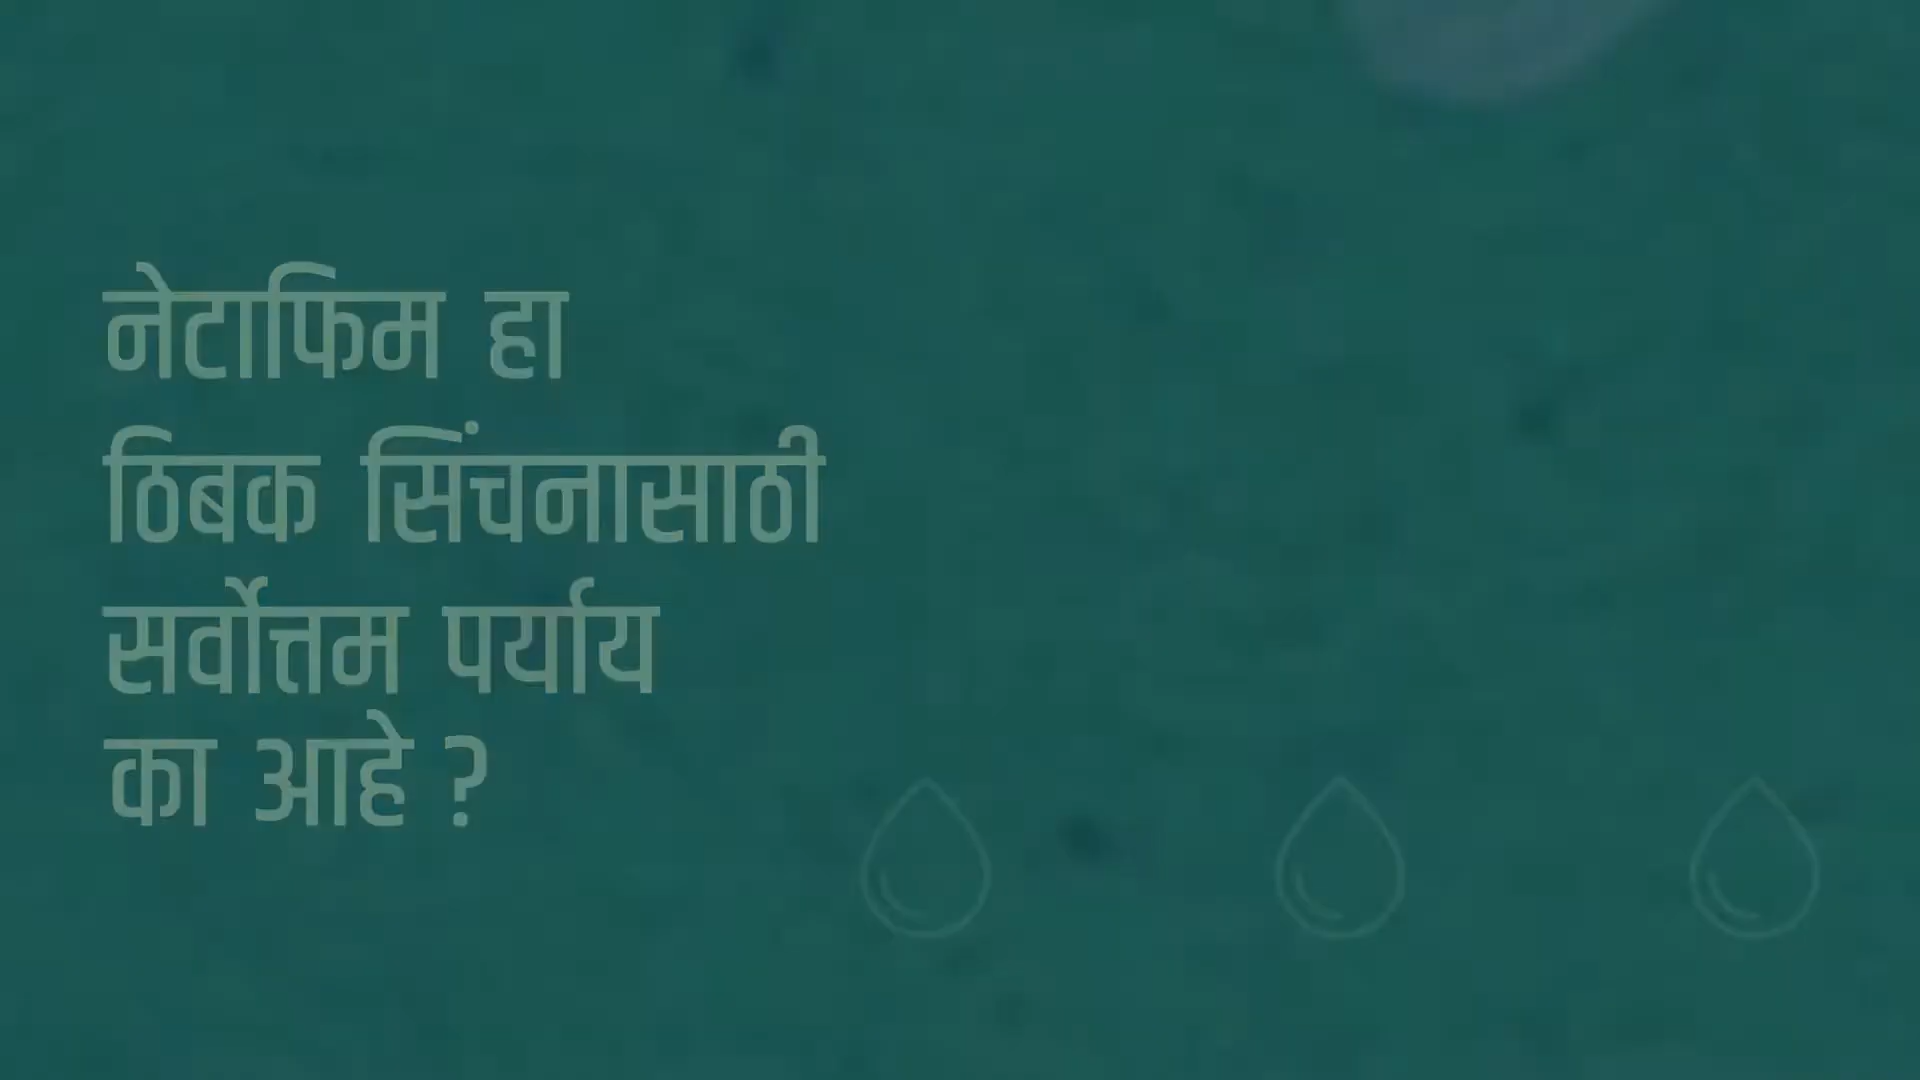 नेटाफिम हा
ठिबक सिंचनासाठी
सर्वोत्तम पर्याय
का आहे ?